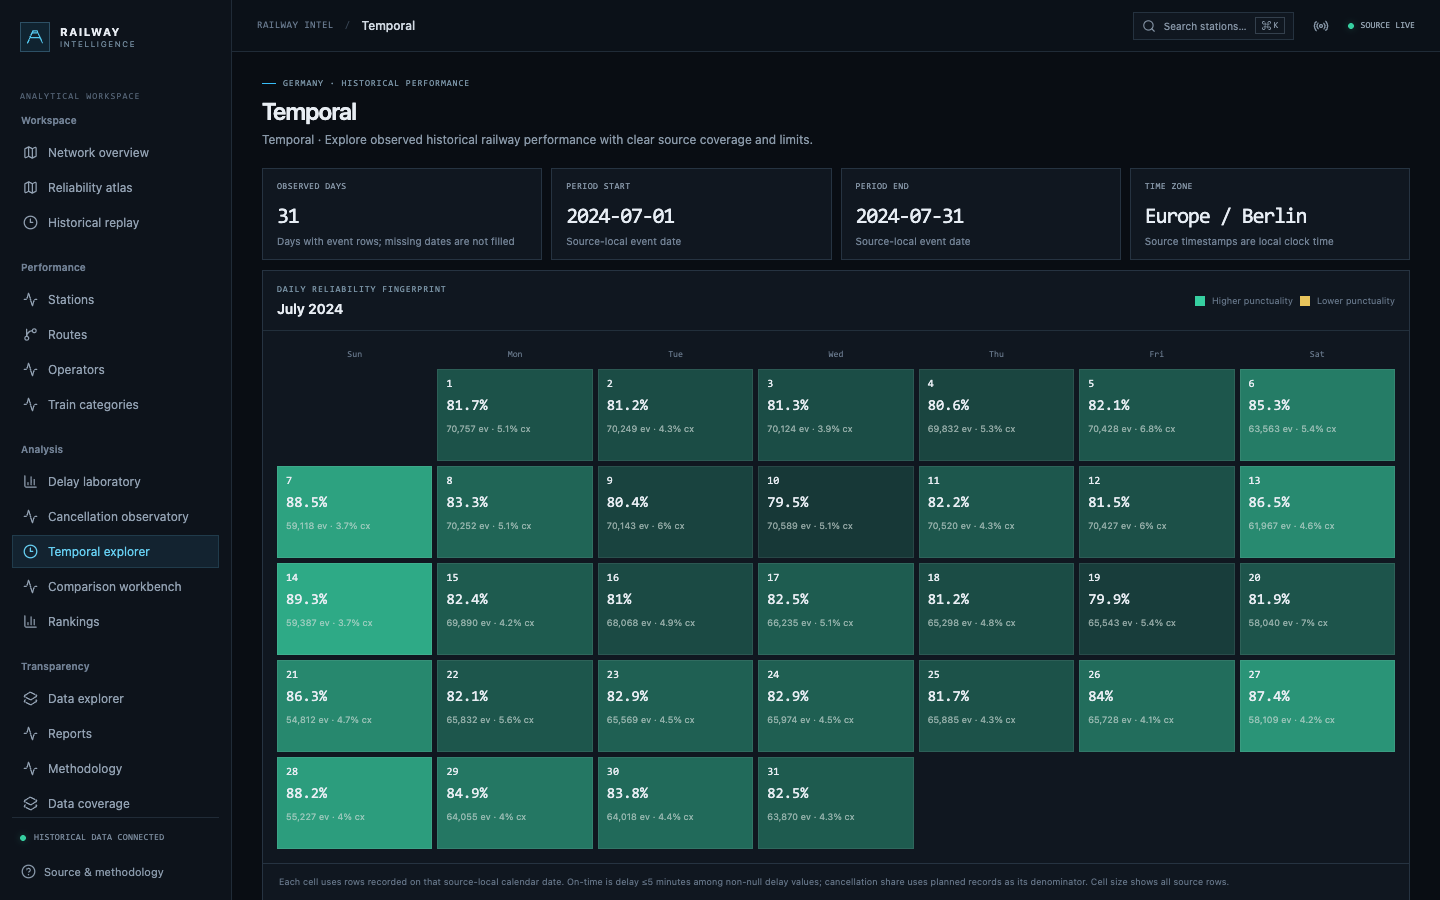 RAILWAY
INTELLIGENCE
RAILWAY INTEL / Temporal
Search stations... ⌘K
SOURCE LIVE
ANALYTICAL WORKSPACE
Workspace
Network overview
Reliability atlas
Historical replay
Performance
Stations
Routes
Operators
Train categories
Analysis
Delay laboratory
Cancellation observatory
Temporal explorer
Comparison workbench
Rankings
Transparency
Data explorer
Reports
Methodology
Data coverage
HISTORICAL DATA CONNECTED
Source & methodology
GERMANY · HISTORICAL PERFORMANCE
Temporal
Temporal · Explore observed historical railway performance with clear source coverage and limits.
OBSERVED DAYS
31
Days with event rows; missing dates are not filled
PERIOD START
2024-07-01
Source-local event date
PERIOD END
2024-07-31
Source-local event date
TIME ZONE
Europe / Berlin
Source timestamps are local clock time
DAILY RELIABILITY FINGERPRINT
July 2024
Higher punctuality Lower punctuality
Sun Mon Tue Wed Thu Fri Sat
1 2 3 4 5 6
81.7% 81.2% 81.3% 80.6% 82.1% 85.3%
70,757 ev · 5.1% cx 70,249 ev · 4.3% cx 70,124 ev · 3.9% cx 69,832 ev · 5.3% cx 70,428 ev · 6.8% cx 63,563 ev · 5.4% cx
7 8 9 10 11 12 13
88.5% 83.3% 80.4% 79.5% 82.2% 81.5% 86.5%
59,118 ev · 3.7% cx 70,252 ev · 5.1% cx 70,143 ev · 6% cx 70,589 ev · 5.1% cx 70,520 ev · 4.3% cx 70,427 ev · 6% cx 61,967 ev · 4.6% cx
14 15 16 17 18 19 20
89.3% 82.4% 81% 82.5% 81.2% 79.9% 81.9%
59,387 ev · 3.7% cx 69,890 ev · 4.2% cx 68,068 ev · 4.9% cx 66,235 ev · 5.1% cx 65,298 ev · 4.8% cx 65,543 ev · 5.4% cx 58,040 ev · 7% cx
21 22 23 24 25 26 27
86.3% 82.1% 82.9% 82.9% 81.7% 84% 87.4%
54,812 ev · 4.7% cx 65,832 ev · 5.6% cx 65,569 ev · 4.5% cx 65,974 ev · 4.5% cx 65,885 ev · 4.3% cx 65,728 ev · 4.1% cx 58,109 ev · 4.2% cx
28 29 30 31
88.2% 84.9% 83.8% 82.5%
55,227 ev · 4% cx 64,055 ev · 4% cx 64,018 ev · 4.4% cx 63,870 ev · 4.3% cx
Each cell uses rows recorded on that source-local calendar date. On-time is delay ≤5 minutes among non-null delay values; cancellation share uses planned records as its denominator. Cell size shows all source rows.